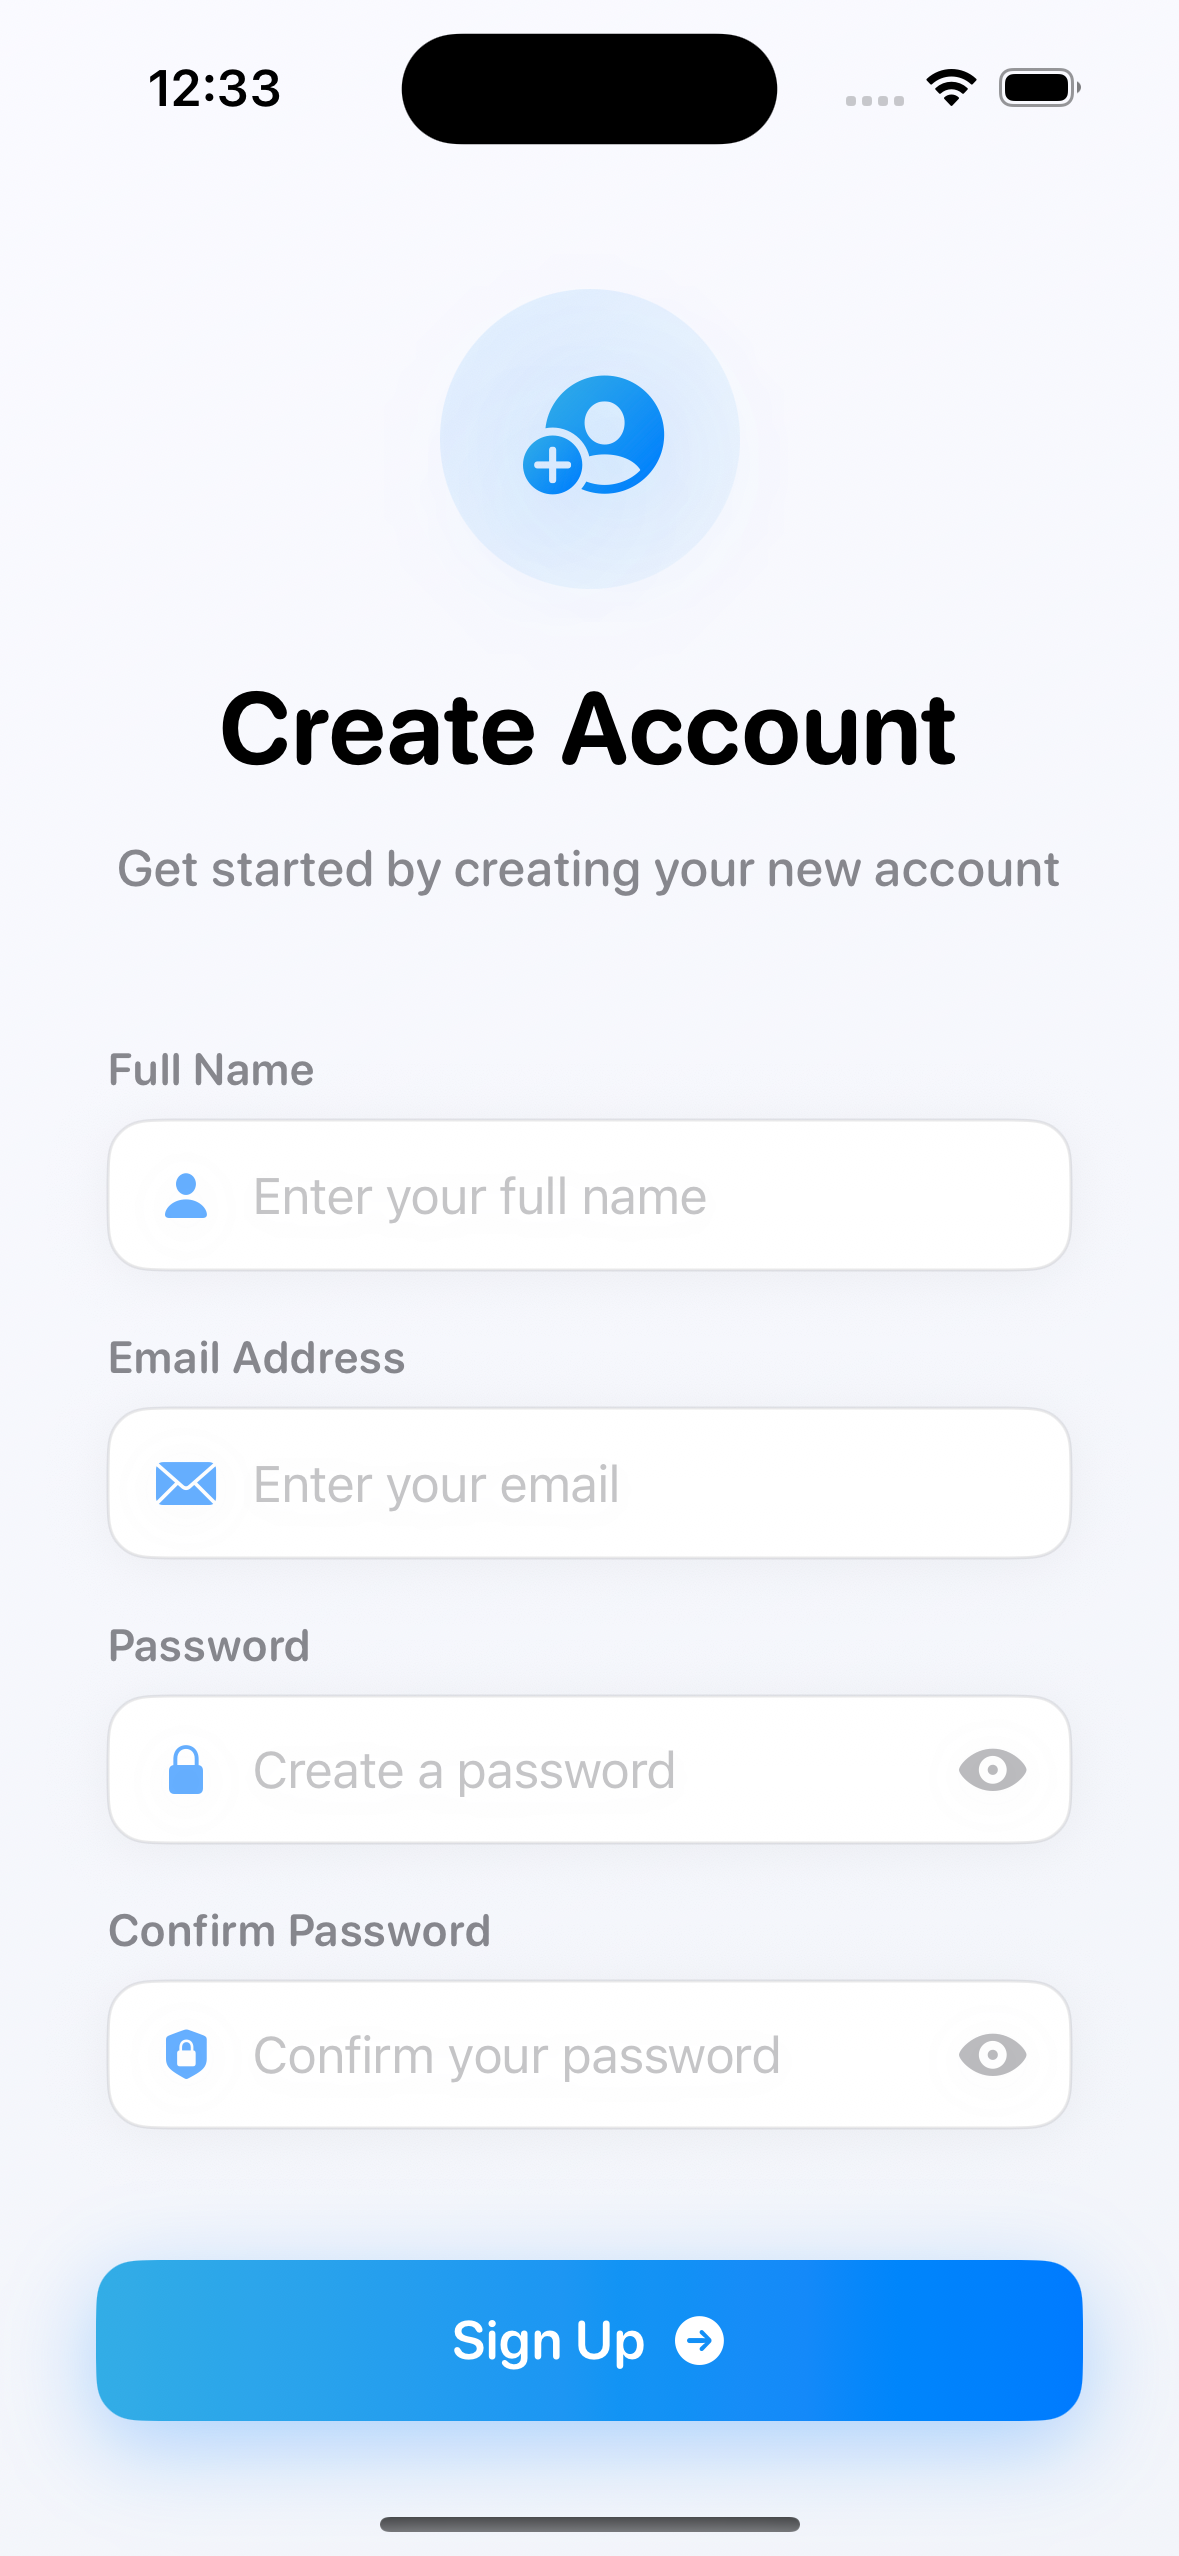 12:33
Create Account
Get started by creating your new account
Full Name
Enter your full name
Email Address
Enter your email
Password
Create a password
Confirm Password
Confirm your password
Sign Up